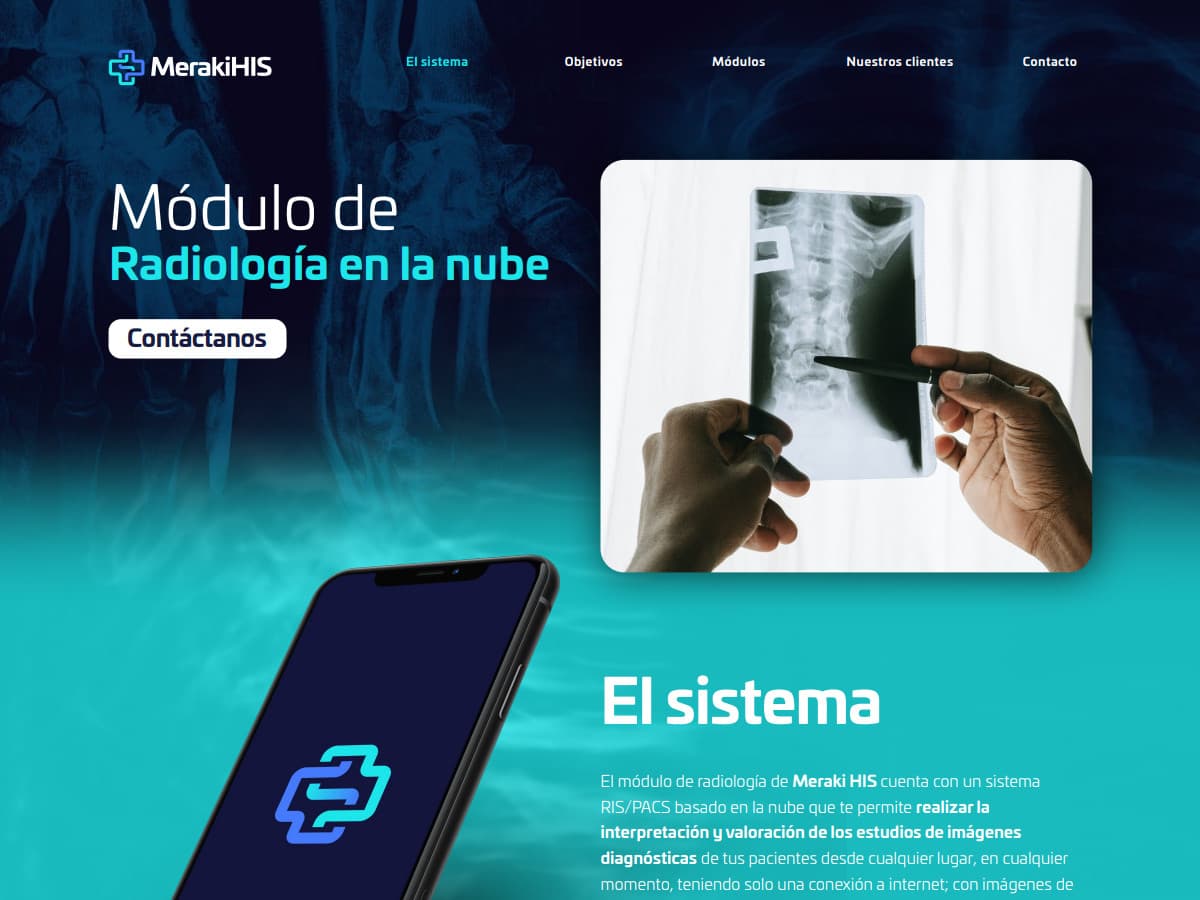 MerakiHIS
El sistema
Objetivos
Módulos
Nuestros clientes
Contacto
Módulo de
Radiología en la nube
Contáctanos
El sistema
El módulo de radiología de Meraki HIS cuenta con un sistema
RIS/PACS basado en la nube que te permite realizar la
interpretación y valoración de los estudios de imágenes
diagnósticas de tus pacientes desde cualquier lugar, en cualquier
momento, teniendo solo una conexión a internet; con imágenes de